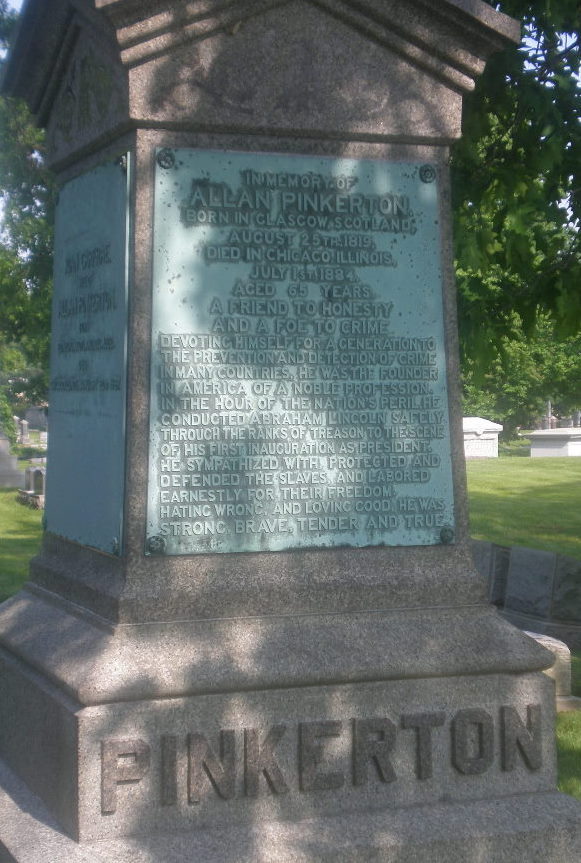 IN MEMORY OF
ALLAN PINKERTON,
BORN IN GLASGOW, SCOTLAND,
AUGUST 25TH 1819,
DIED IN CHICAGO, ILLINOIS,
JULY 1ST 1884,
AGED 65 YEARS.
A FRIEND TO HONESTY
AND A FOE TO CRIME
DEVOTING HIMSELF FOR A GENERATION TO
THE PREVENTION AND DETECTION OF CRIME
IN MANY COUNTRIES, HE WAS THE FOUNDER
IN AMERICA OF A NOBLE PROFESSION.
IN THE HOUR OF THE NATION'S PERIL, HE
CONDUCTED ABRAHAM LINCOLN SAFELY
THROUGH THE RANKS OF TREASON TO THE SCENE
OF HIS FIRST INAUGURATION AS PRESIDENT.
HE SYMPATHIZED WITH, PROTECTED AND
DEFENDED THE SLAVES, AND LABORED
EARNESTLY FOR THEIR FREEDOM.
HATING WRONG, AND LOVING GOOD, HE WAS
STRONG, BRAVE, TENDER AND TRUE
PINKERTON
ALLAN PINKERTON